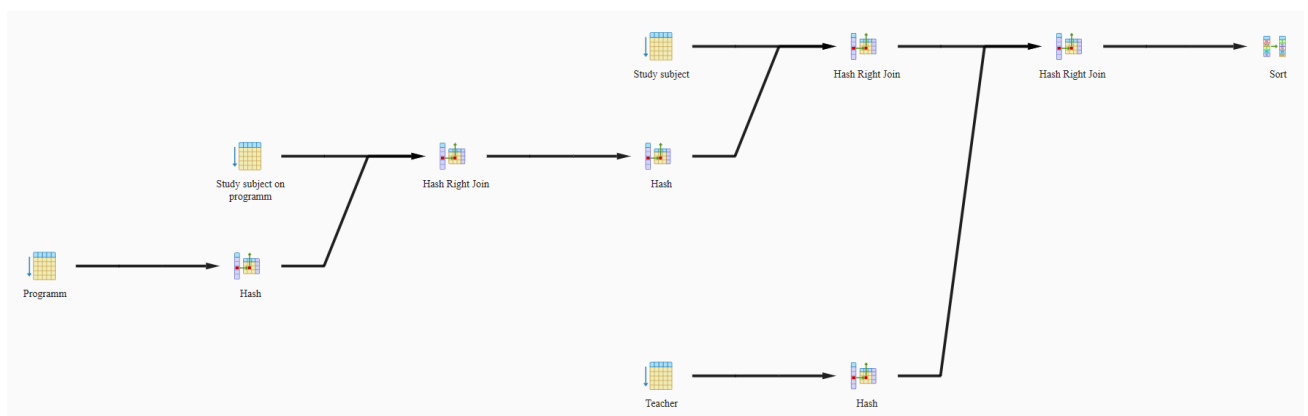 Study subject
Hash Right Join
Hash Right Join
Sort
Study subject on
programm
Hash Right Join
Hash
Programm
Hash
Teacher
Hash